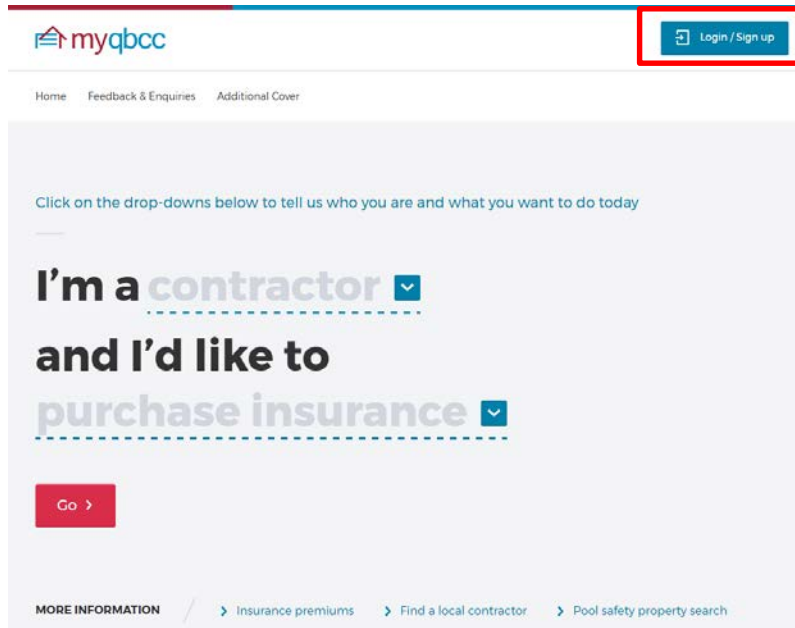 myqbcc
Login / Sign up
Home Feedback & Enquiries Additional Cover
Click on the drop-downs below to tell us who you are and what you want to do today
I'm a contractor
and I'd like to
purchase insurance
Go
MORE INFORMATION Insurance premiums Find a local contractor Pool safety property search